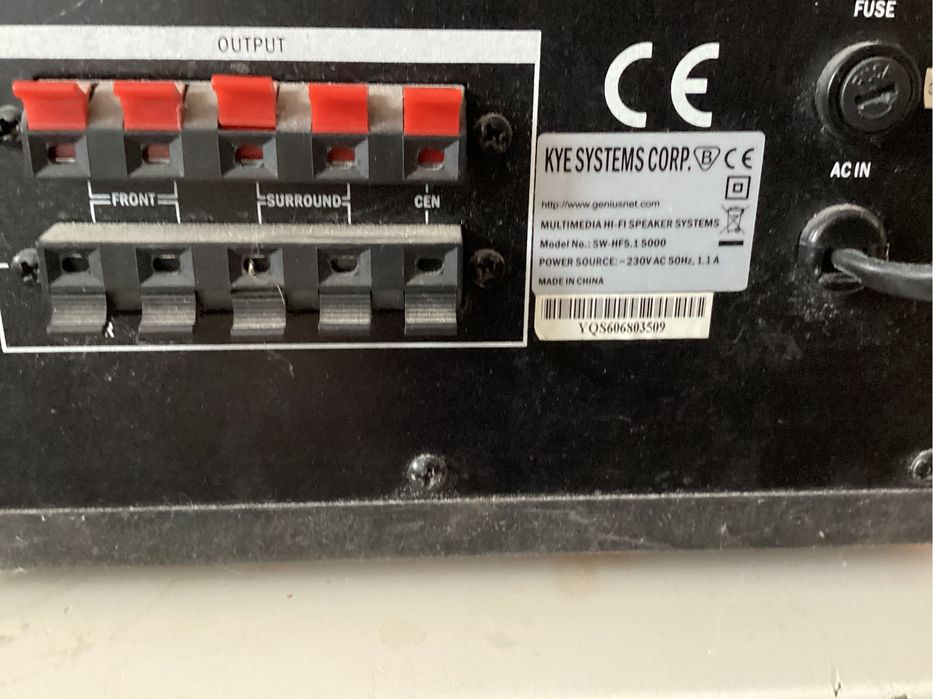 FUSE
OUTPUT
CE
KYE SYSTEMS CORP. B CE
AC IN
http://www.geniusnet.com
FRONT SURROUND CEN
MULTIMEDIA HI-FI SPEAKER SYSTEMS
Model No.: SW-HF5.1 5000
POWER SOURCE: ~230V AC 50Hz, 1.1 A
MADE IN CHINA
YQS606803509